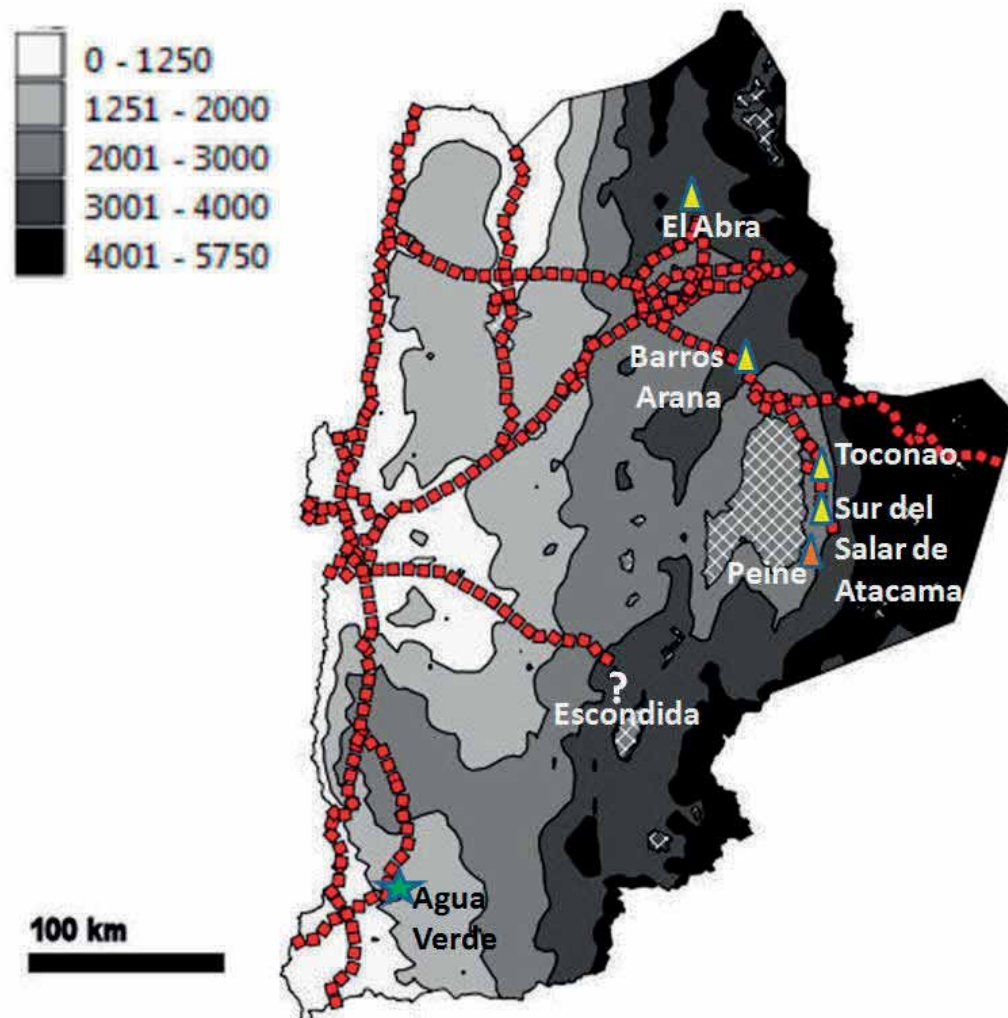 0 - 1250
1251 - 2000
2001 - 3000
3001 - 4000
4001 - 5750
El Abra
Barros
Arana
Toconao
Sur del
Salar de
Atacama
Peine
?
Escondida
Agua
Verde
100 km